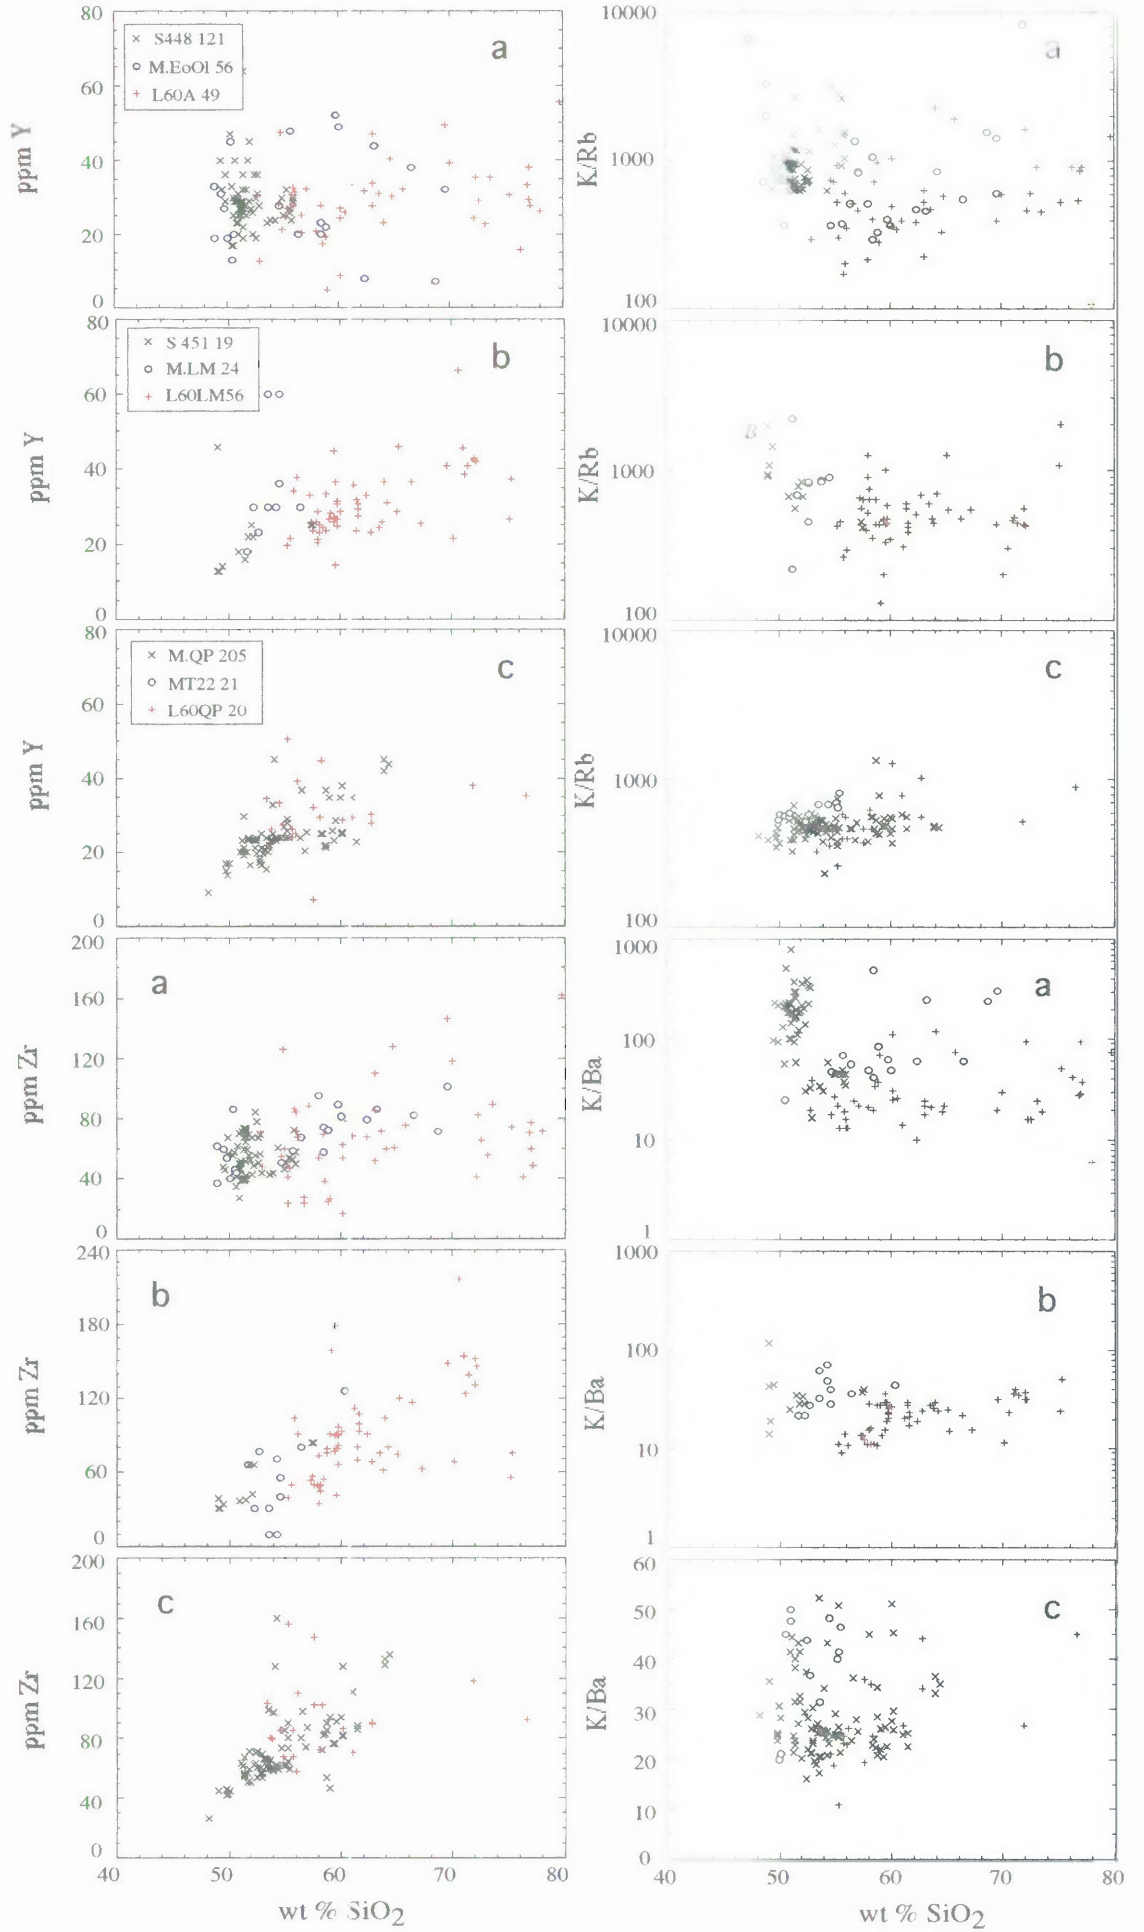 80
60
40
20
0
ppm Y
S448 121
M.EoOl 56
L60A 49
a
10000
1000
100
K/Rb
a
80
60
40
20
0
ppm Y
S 451 19
M.LM 24
L60LM56
b
10000
1000
100
K/Rb
B
b
80
60
40
20
0
ppm Y
M.QP 205
MT22 21
L60QP 20
c
10000
1000
100
K/Rb
c
200
160
120
80
40
0
ppm Zr
a
1000
100
10
1
K/Ba
a
240
180
120
60
0
ppm Zr
b
1000
100
10
1
K/Ba
b
200
160
120
80
40
0
ppm Zr
c
60
50
40
30
20
10
0
K/Ba
c
40 50 60 70 80
wt % SiO2
40 50 60 70 80
wt % SiO2